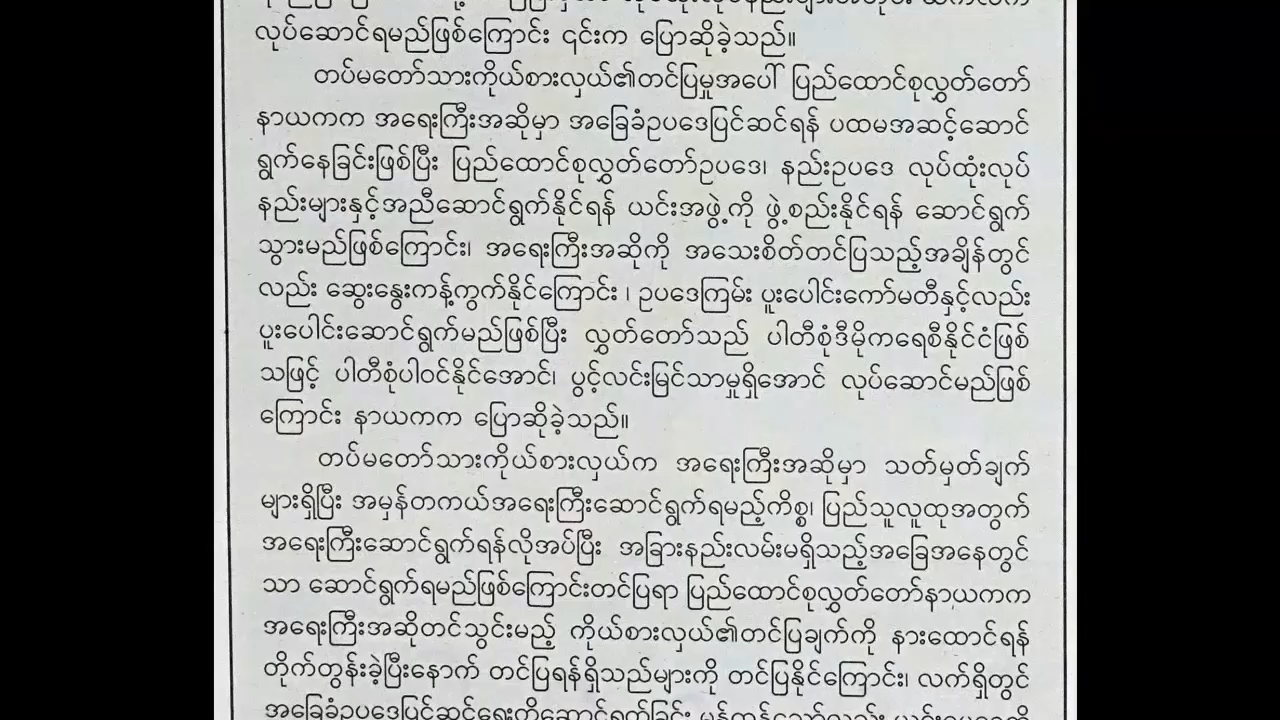 လုပ်ဆောင်ရမည်ဖြစ်ကြောင်း ၎င်းက ပြောဆိုခဲ့သည်။
တပ်မတော်သားကိုယ်စားလှယ်၏တင်ပြမှုအပေါ် ပြည်ထောင်စုလွှတ်တော်
နာယကက အရေးကြီးအဆိုမှာ အခြေခံဥပဒေပြင်ဆင်ရန် ပထမအဆင့်ဆောင်
ရွက်နေခြင်းဖြစ်ပြီး ပြည်ထောင်စုလွှတ်တော်ဥပဒေ၊ နည်းဥပဒေ လုပ်ထုံးလုပ်
နည်းများနှင့်အညီဆောင်ရွက်နိုင်ရန် ယင်းအဖွဲ့ကို ဖွဲ့စည်းနိုင်ရန် ဆောင်ရွက်
သွားမည်ဖြစ်ကြောင်း၊ အရေးကြီးအဆိုကို အသေးစိတ်တင်ပြသည့်အချိန်တွင်
လည်း ဆွေးနွေးကန့်ကွက်နိုင်ကြောင်း ၊ ဥပဒေကြမ်း ပူးပေါင်းကော်မတီနှင့်လည်း
ပူးပေါင်းဆောင်ရွက်မည်ဖြစ်ပြီး လွှတ်တော်သည် ပါတီစုံဒီမိုကရေစီနိုင်ငံဖြစ်
သဖြင့် ပါတီစုံပါဝင်နိုင်အောင်၊ ပွင့်လင်းမြင်သာမှုရှိအောင် လုပ်ဆောင်မည်ဖြစ်
ကြောင်း နာယကက ပြောဆိုခဲ့သည်။
တပ်မတော်သားကိုယ်စားလှယ်က အရေးကြီးအဆိုမှာ သတ်မှတ်ချက်
များရှိပြီး အမှန်တကယ်အရေးကြီးဆောင်ရွက်ရမည့်ကိစ္စ၊ ပြည်သူလူထုအတွက်
အရေးကြီးဆောင်ရွက်ရန်လိုအပ်ပြီး အခြားနည်းလမ်းမရှိသည့်အခြေအနေတွင်
သာ ဆောင်ရွက်ရမည်ဖြစ်ကြောင်းတင်ပြရာ ပြည်ထောင်စုလွှတ်တော်နာယကက
အရေးကြီးအဆိုတင်သွင်းမည့် ကိုယ်စားလှယ်၏တင်ပြချက်ကို နားထောင်ရန်
တိုက်တွန်းခဲ့ပြီးနောက် တင်ပြရန်ရှိသည်များကို တင်ပြနိုင်ကြောင်း၊ လက်ရှိတွင်